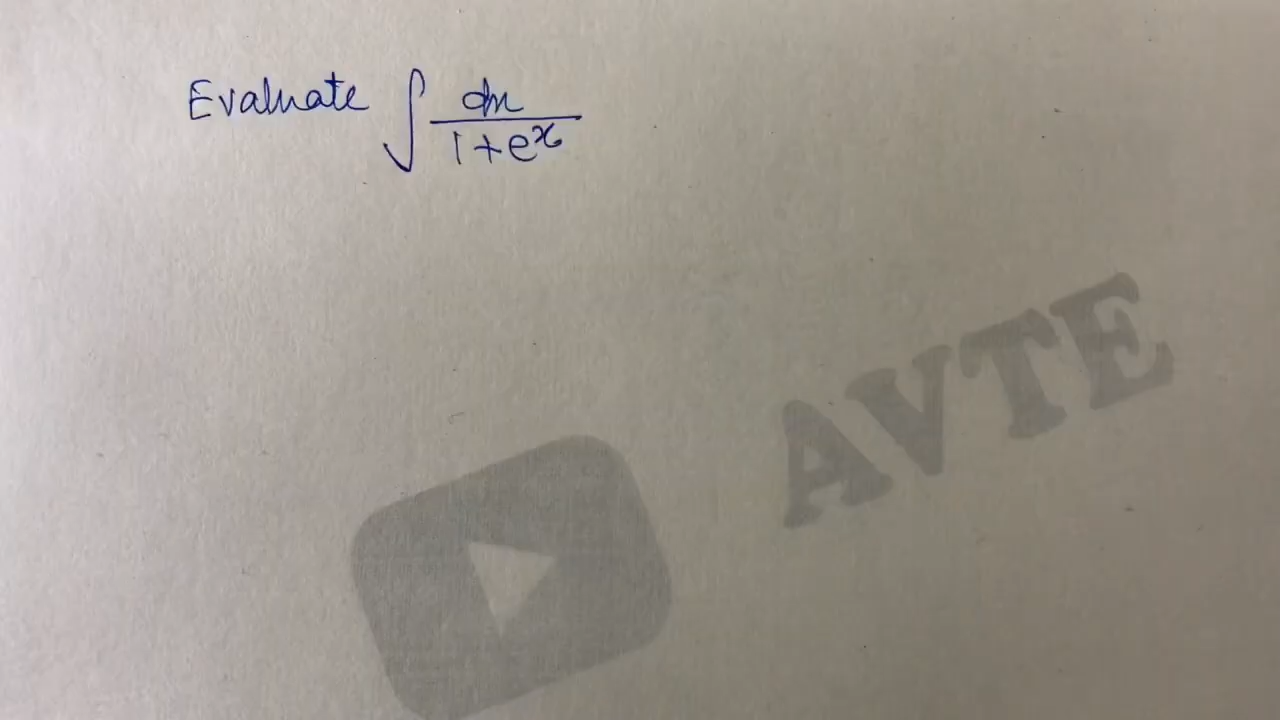 Evaluate ∫ dx / 1+e^x
AVTE